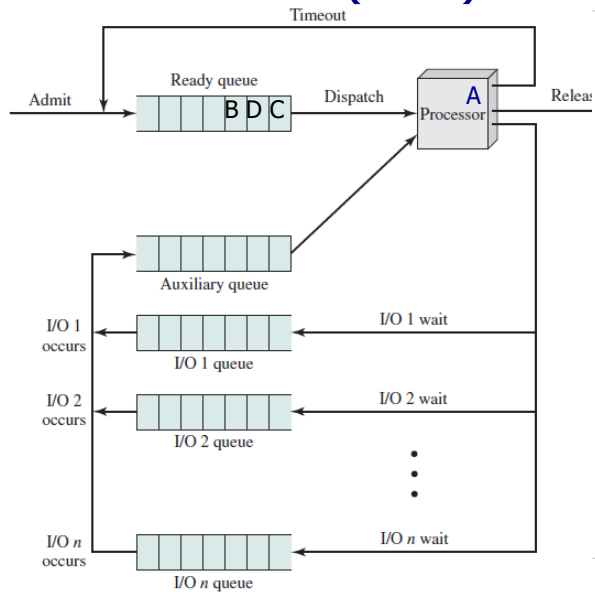 Timeout
Ready queue
Admit
B D C
Dispatch
A
Processor
Auxiliary queue
I/O 1
occurs
I/O 1 wait
I/O 1 queue
I/O 2
occurs
I/O 2 wait
I/O 2 queue
I/O n
occurs
I/O n wait
I/O n queue